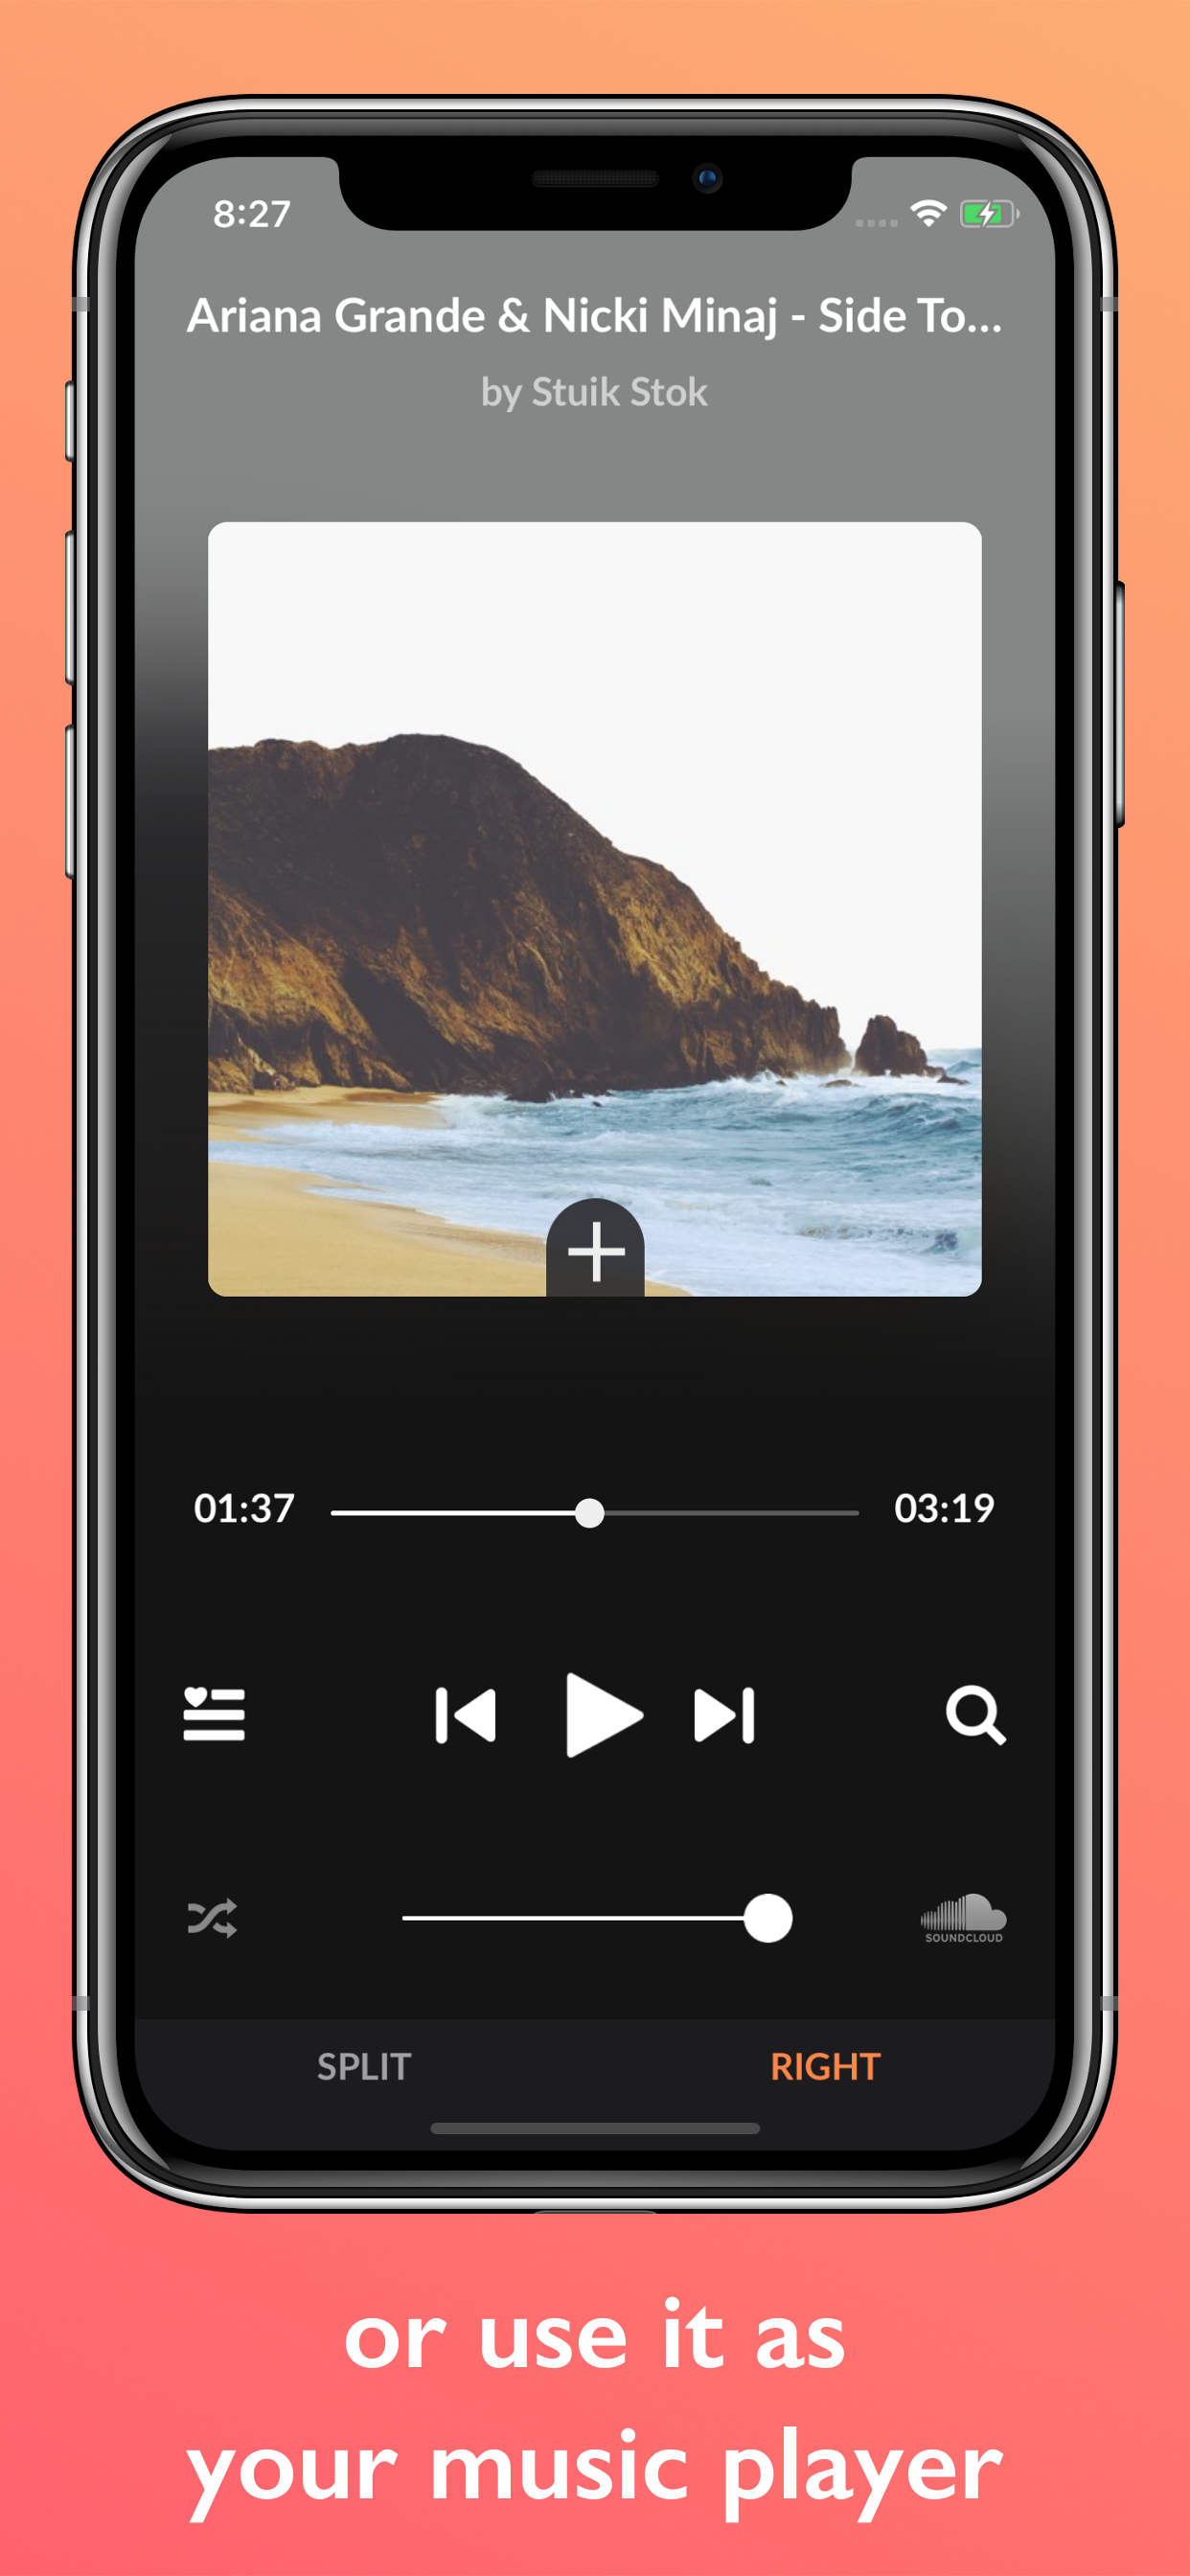 8:27
Ariana Grande & Nicki Minaj - Side To...
by Stuik Stok
01:37 03:19
SOUNDCLOUD
SPLIT RIGHT
or use it as
your music player